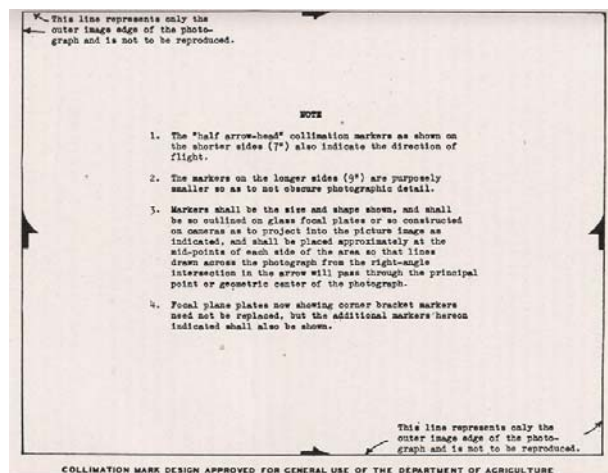 This line represents only the
outer image edge of the photo-
graph and is not to be reproduced.
NOTE
1. The "half arrow-head" collimation markers as shown on
the shorter sides (7") also indicate the direction of
flight.
2. The markers on the longer sides (9") are purposely
smaller so as to not obscure photographic detail.
3. Markers shall be the size and shape shown, and shall
be so outlined on glass focal plates or so constructed
on cameras as to project into the picture image as
indicated, and shall be placed approximately at the
mid-points of each side of the area so that lines
drawn across the photograph from the right-angle
intersection in the arrow will pass through the principal
point or geometric center of the photograph.
4. Focal plane plates now showing corner bracket markers
need not be replaced, but the additional markers hereon
indicated shall also be shown.
This line represents only the
outer image edge of the photo-
graph and is not to be reproduced.
COLLIMATION MARK DESIGN APPROVED FOR GENERAL USE OF THE DEPARTMENT OF AGRICULTURE